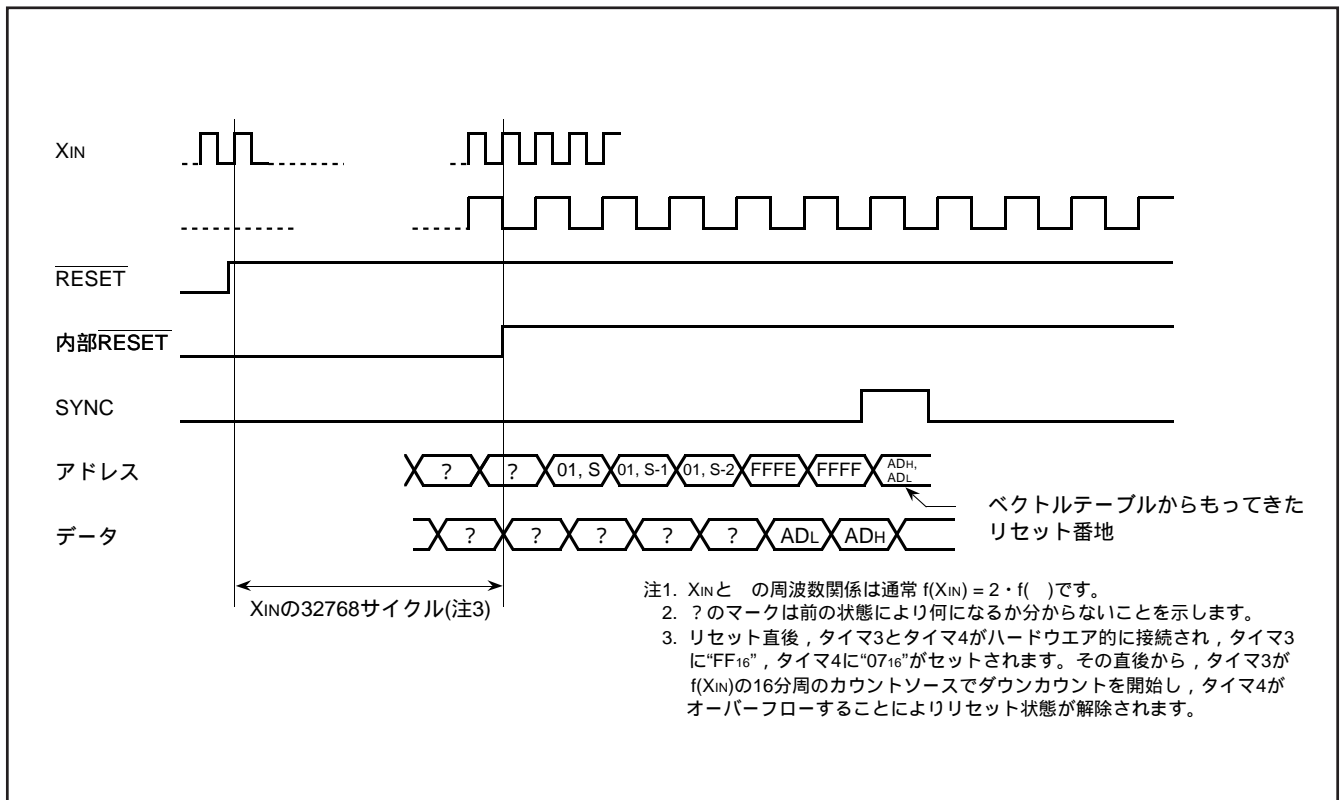 XIN
RESET
内部RESET
SYNC
アドレス
? ? 01, S 01, S-1 01, S-2 FFFE FFFF ADH, ADL
データ
? ? ? ? ? ADL ADH
ベクトルテーブルからもってきた
リセット番地
XINの32768サイクル(注3)
注1. XINと の周波数関係は通常 f(XIN) = 2・f( )です。
2. ?のマークは前の状態により何になるか分からないことを示します。
3. リセット直後，タイマ3とタイマ4がハードウエア的に接続され，タイマ3
に“FF16”，タイマ4に“0716”がセットされます。その直後から，タイマ3が
f(XIN)の16分周のカウントソースでダウンカウントを開始し，タイマ4が
オーバーフローすることによりリセット状態が解除されます。